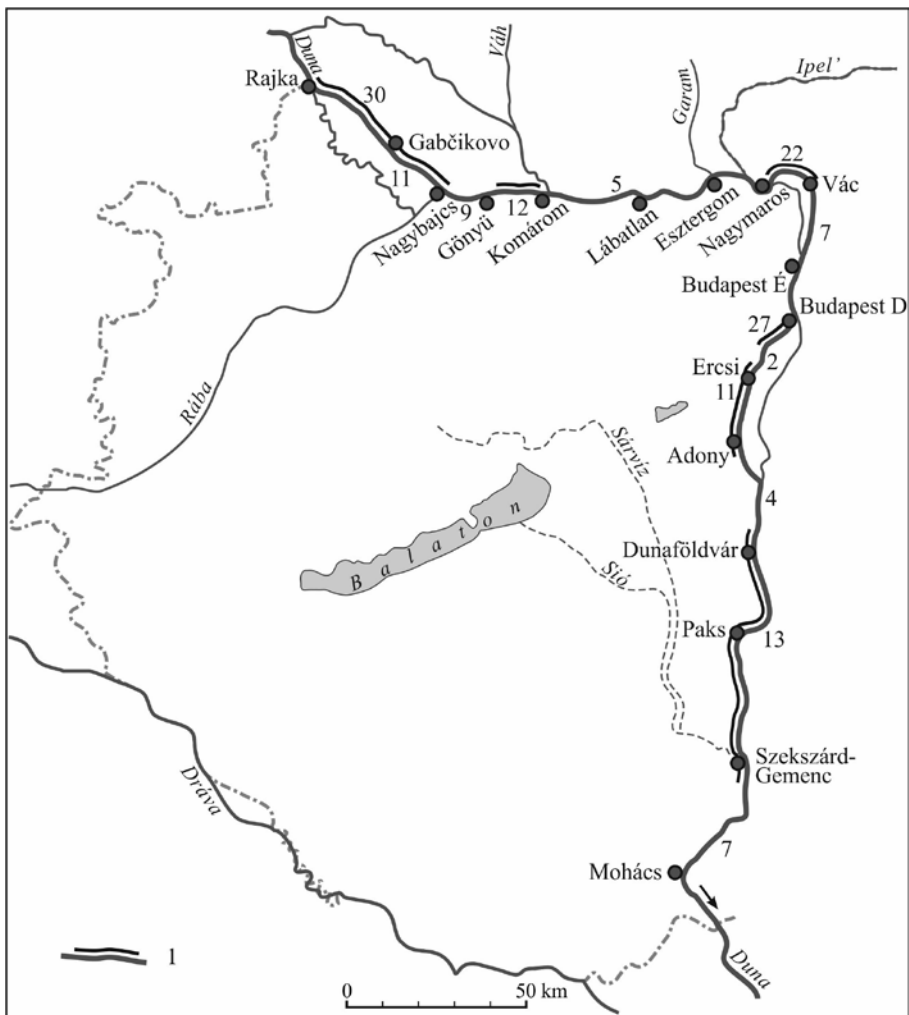 Duna
Váh
Ipel'
Rajka
30
Garam
Gabčikovo
22
11
5
Vác
9
12
Nagybajcs
Gönyü
Komárom
Lábatlan
Esztergom
Nagymaros
7
Budapest É
Budapest D
27
2
Ercsi
11
Rába
Sárvíz
Adony
4
Balaton
Dunaföldvár
Sió
Paks
13
Szekszárd-
Gemenc
Dráva
7
Mohács
1
Duna
0
50 km